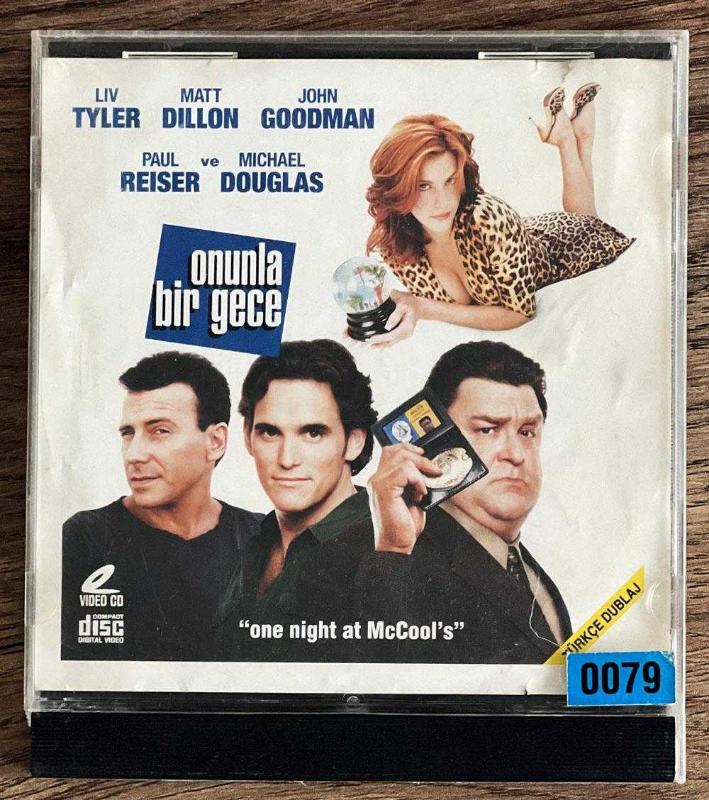 LIV MATT JOHN
TYLER DILLON GOODMAN
PAUL ve MICHAEL
REISER DOUGLAS
onunla
bir gece
VIDEO CD
COMPACT
disc
DIGITAL VIDEO
"one night at McCool's"
TÜRKÇE DUBLAJ
0079